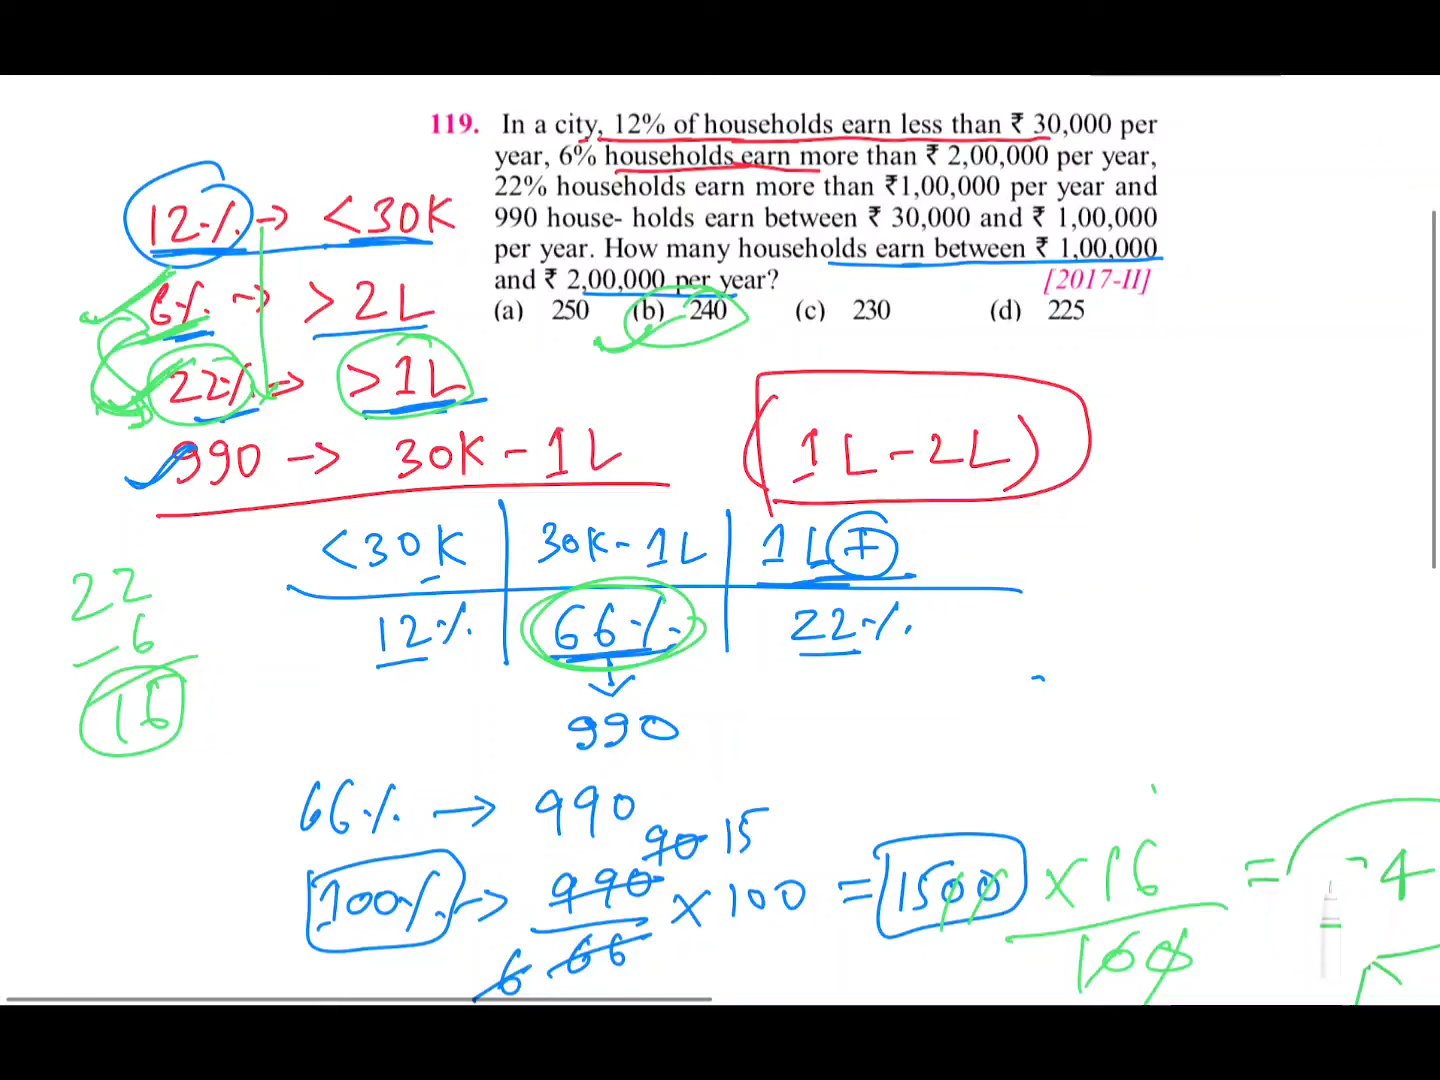 119. In a city, 12% of households earn less than ₹ 30,000 per
year, 6% households earn more than ₹ 2,00,000 per year,
22% households earn more than ₹1,00,000 per year and
990 house- holds earn between ₹ 30,000 and ₹ 1,00,000
per year. How many households earn between ₹ 1,00,000
and ₹ 2,00,000 per year? [2017-II]
(a) 250 (b) 240 (c) 230 (d) 225
12% → <30K
6% → >2L
22% → >1L
990 → 30K - 1L
(1L - 2L)
<30K 30K - 1L 1L+
12% 66% 22%
990
22
- 6
16
66% → 990
90 15
100% → 990 × 100 = 1500 × 16 =
6 66 100